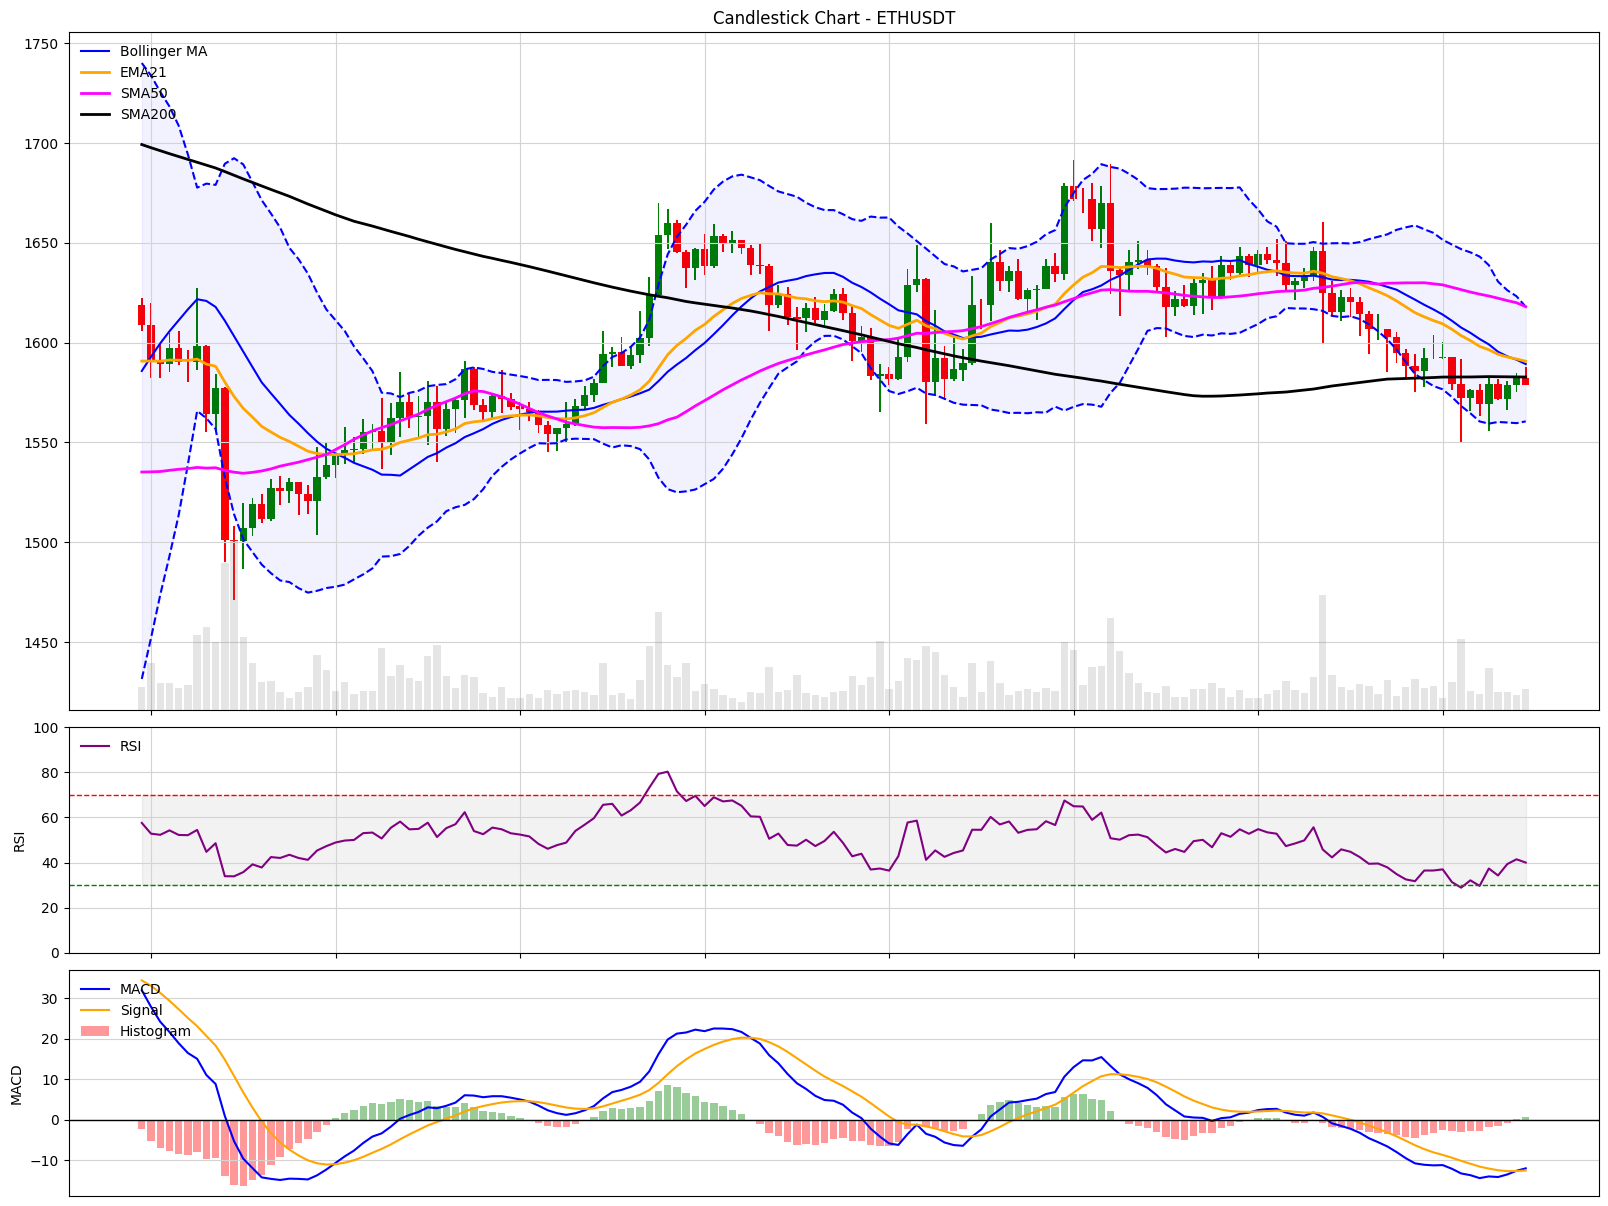 Candlestick Chart - ETHUSDT
1750
1700
1650
1600
1550
1500
1450
Bollinger MA
EMA21
SMA50
SMA200
RSI
100
80
60
40
20
0
RSI
MACD
30
20
10
0
−10
MACD
Signal
Histogram